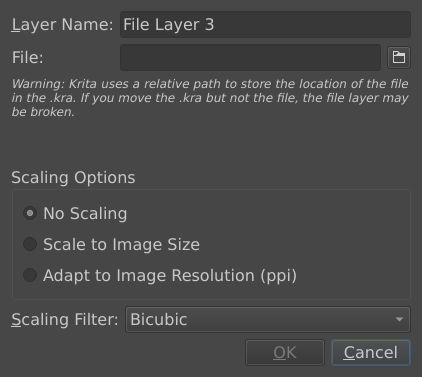 Layer Name: File Layer 3
File:
Warning: Krita uses a relative path to store the location of the file
in the .kra. If you move the .kra but not the file, the file layer may
be broken.
Scaling Options
No Scaling
Scale to Image Size
Adapt to Image Resolution (ppi)
Scaling Filter: Bicubic
OK Cancel